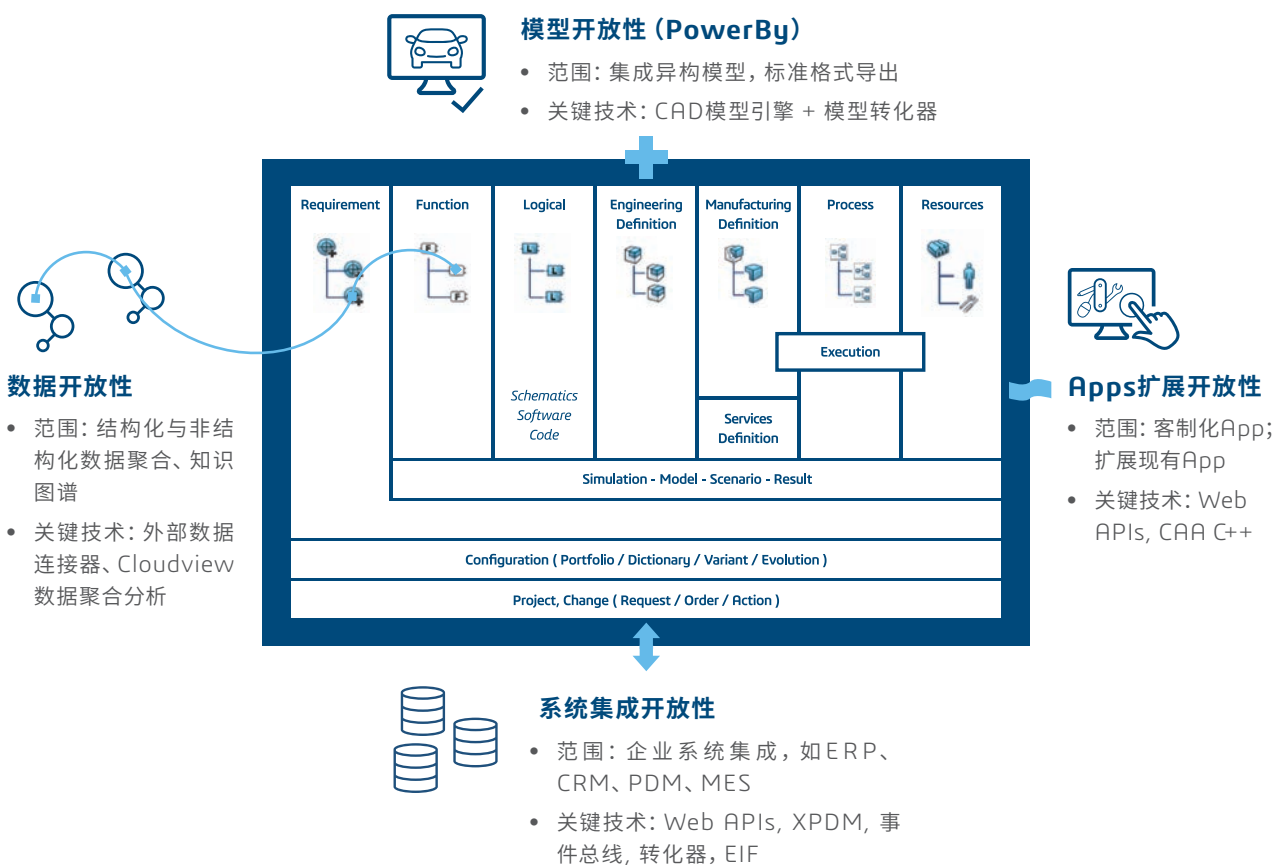 模型开放性（PowerBy）
• 范围：集成异构模型，标准格式导出
• 关键技术：CAD模型引擎 + 模型转化器
Requirement
Function
Logical
Engineering
Definition
Manufacturing
Definition
Process
Resources
F
F
F
L
L
L
Execution
Schematics
Software
Code
Services
Definition
Simulation - Model - Scenario - Result
Configuration ( Portfolio / Dictionary / Variant / Evolution )
Project, Change ( Request / Order / Action )
数据开放性
• 范围：结构化与非结
构化数据聚合、知识
图谱
• 关键技术：外部数据
连接器、Cloudview
数据聚合分析
Apps扩展开放性
• 范围：客制化App；
扩展现有App
• 关键技术：Web
APIs, CAA C++
系统集成开放性
• 范围：企业系统集成，如ERP、
CRM、PDM、MES
• 关键技术：Web APIs, XPDM, 事
件总线, 转化器，EIF